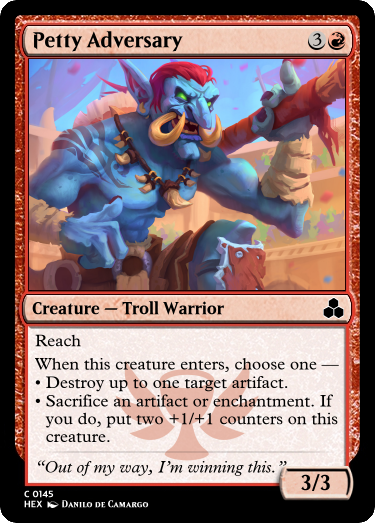 Petty Adversary 3
Creature — Troll Warrior
Reach
When this creature enters, choose one —
• Destroy up to one target artifact.
• Sacrifice an artifact or enchantment. If
you do, put two +1/+1 counters on this
creature.
“Out of my way, I’m winning this.”
3/3
C 0145
HEX DANILO DE CAMARGO